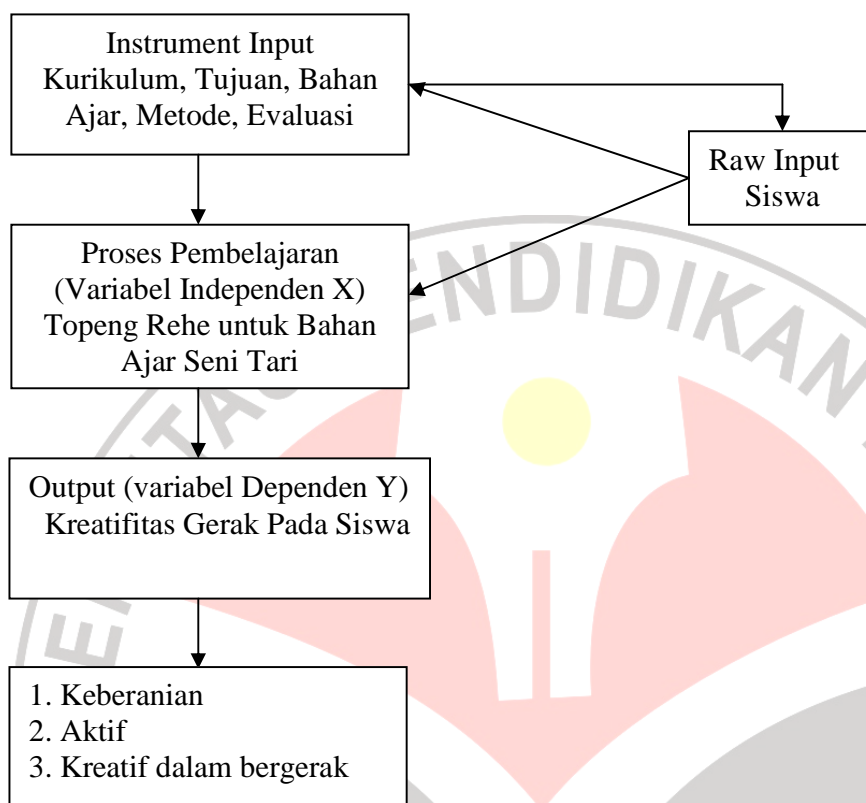 Instrument Input
Kurikulum, Tujuan, Bahan
Ajar, Metode, Evaluasi
Raw Input
Siswa
Proses Pembelajaran
(Variabel Independen X)
Topeng Rehe untuk Bahan
Ajar Seni Tari
Output (variabel Dependen Y)
Kreatifitas Gerak Pada Siswa
1. Keberanian
2. Aktif
3. Kreatif dalam bergerak